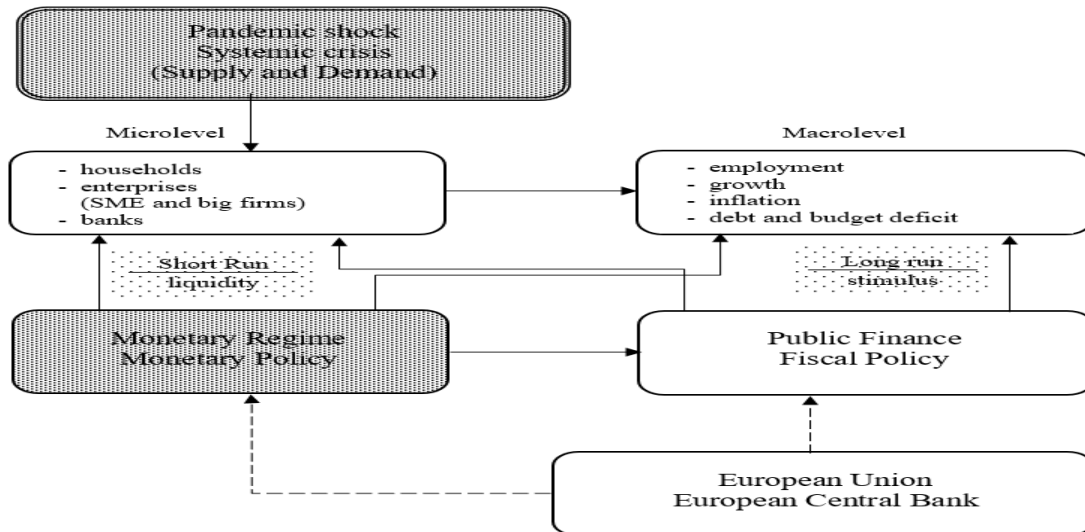 Pandemic shock
Systemic crisis
(Supply and Demand)
Microlevel
Macrolevel
- households
- enterprises
(SME and big firms)
- banks
- employment
- growth
- inflation
- debt and budget deficit
Short Run
liquidity
Long run
stimulus
Monetary Regime
Monetary Policy
Public Finance
Fiscal Policy
European Union
European Central Bank